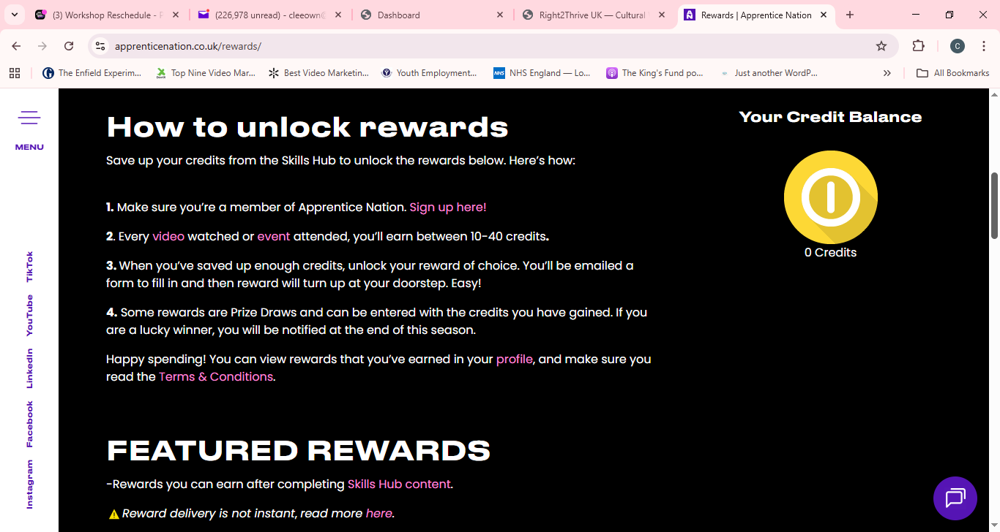 (3) Workshop Reschedule -
(226,978 unread) - cleeown@
Dashboard
Right2Thrive UK — Cultural
Rewards | Apprentice Nation
apprenticenation.co.uk/rewards/
C
The Enfield Experim...
Top Nine Video Mar...
Best Video Marketin...
Youth Employment...
NHS
NHS England — Lo...
The King's Fund po...
Just another WordP...
All Bookmarks
MENU
TikTok
YouTube
LinkedIn
Facebook
Instagram
How to unlock rewards
Save up your credits from the Skills Hub to unlock the rewards below. Here's how:
1. Make sure you're a member of Apprentice Nation. Sign up here!
2. Every video watched or event attended, you'll earn between 10-40 credits.
3. When you've saved up enough credits, unlock your reward of choice. You'll be emailed a
form to fill in and then reward will turn up at your doorstep. Easy!
4. Some rewards are Prize Draws and can be entered with the credits you have gained. If you
are a lucky winner, you will be notified at the end of this season.
Happy spending! You can view rewards that you've earned in your profile, and make sure you
read the Terms & Conditions.
Your Credit Balance
0 Credits
FEATURED REWARDS
-Rewards you can earn after completing Skills Hub content.
⚠️ Reward delivery is not instant, read more here.